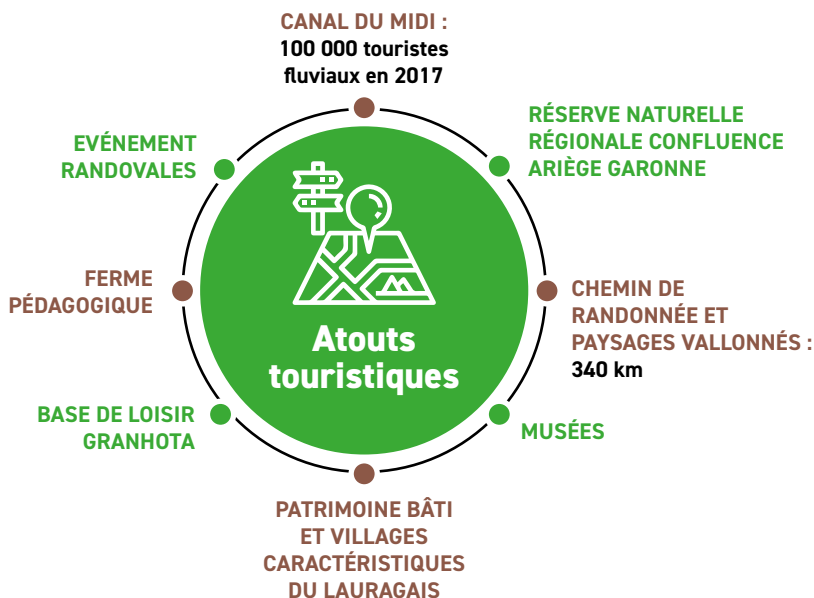 CANAL DU MIDI :
100 000 touristes
fluviaux en 2017
RÉSERVE NATURELLE
RÉGIONALE CONFLUENCE
ARIÈGE GARONNE
CHEMIN DE
RANDONNÉE ET
PAYSAGES VALLONNÉS :
340 km
MUSÉES
PATRIMOINE BÂTI
ET VILLAGES
CARACTÉRISTIQUES
DU LAURAGAIS
BASE DE LOISIR
GRANHOTA
FERME
PÉDAGOGIQUE
EVÉNEMENT
RANDOVALES
Atouts
touristiques